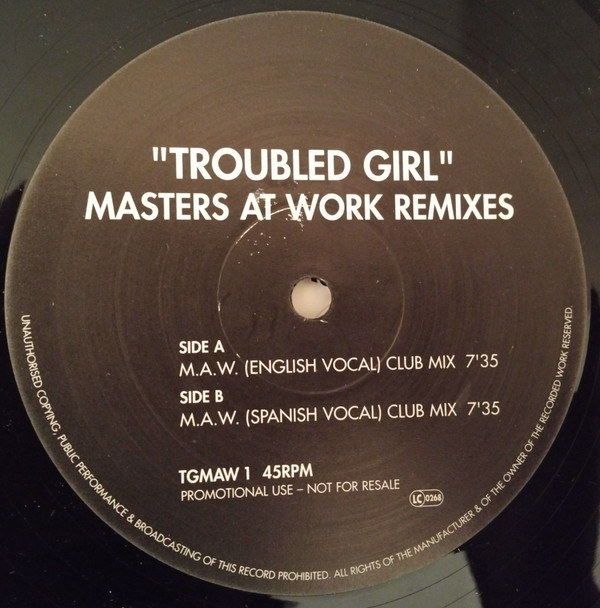 "TROUBLED GIRL"
MASTERS AT WORK REMIXES
SIDE A
M.A.W. (ENGLISH VOCAL) CLUB MIX 7'35
SIDE B
M.A.W. (SPANISH VOCAL) CLUB MIX 7'35
TGMAW 1 45RPM
PROMOTIONAL USE – NOT FOR RESALE
LC 0268
UNAUTHORISED COPYING, PUBLIC PERFORMANCE & BROADCASTING OF THIS RECORD PROHIBITED. ALL RIGHTS OF THE MANUFACTURER & OF THE OWNER OF THE RECORDED WORK RESERVED.